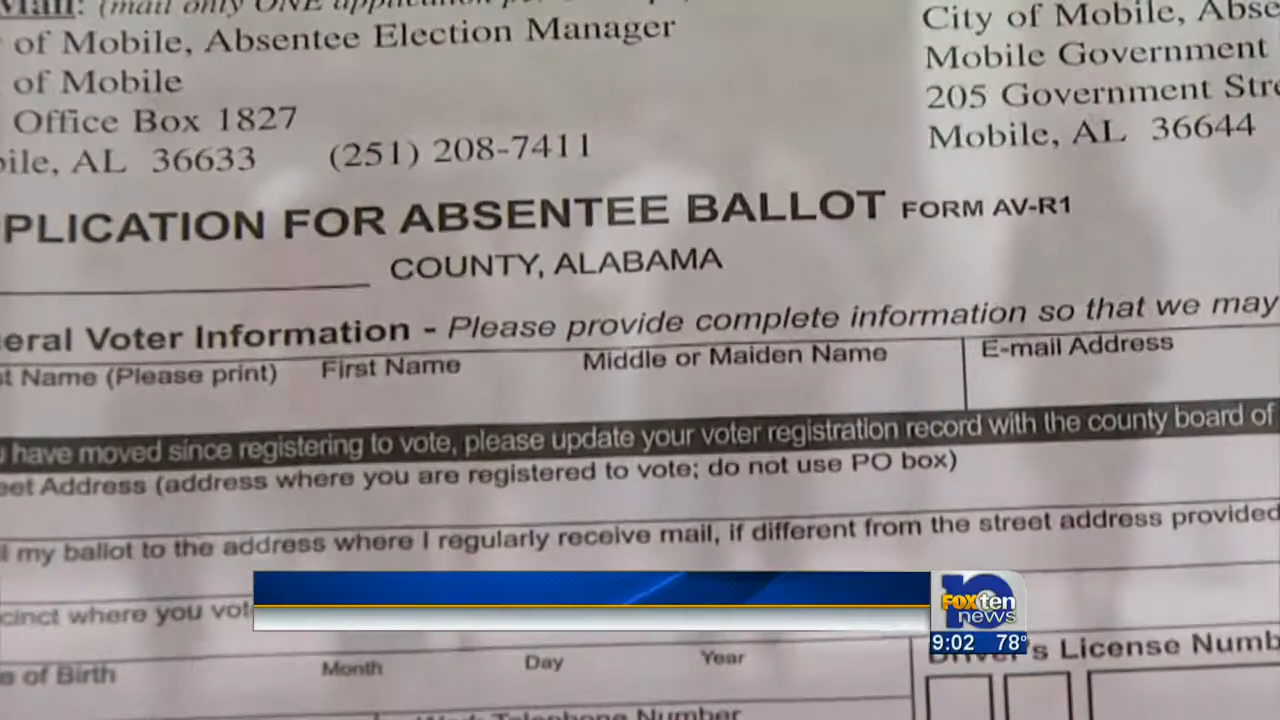 Mail: (mail only ONE application
of Mobile, Absentee Election Manager
of Mobile
Office Box 1827
bile, AL 36633 (251) 208-7411
City of Mobile, Abse
Mobile Government
205 Government Stre
Mobile, AL 36644
PLICATION FOR ABSENTEE BALLOT FORM AV-R1
COUNTY, ALABAMA
eral Voter Information - Please provide complete information so that we may
t Name (Please print) First Name Middle or Maiden Name E-mail Address
u have moved since registering to vote, please update your voter registration record with the county board of
eet Address (address where you are registered to vote; do not use PO box)
l my ballot to the address where I regularly receive mail, if different from the street address provided
cinct where you vot
e of Birth Month Day Year
Driver's License Numb
Work Telephone Number
10
FOX ten
news
9:02 78°